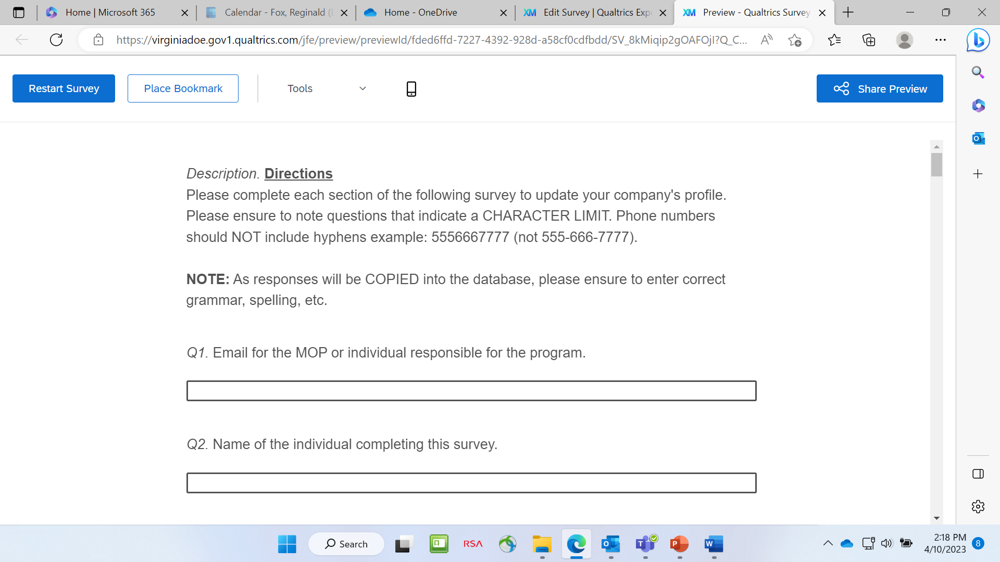 Home | Microsoft 365
Calendar - Fox, Reginald (
Home - OneDrive
XM Edit Survey | Qualtrics Exp
XM Preview - Qualtrics Survey
https://virginiadoe.gov1.qualtrics.com/jfe/preview/previewId/fded6ffd-7227-4392-928d-a58cf0cdfbdd/SV_8kMiqip2gOAFOjI?Q_C...
Restart Survey
Place Bookmark
Tools
Share Preview
Description. Directions
Please complete each section of the following survey to update your company's profile.
Please ensure to note questions that indicate a CHARACTER LIMIT. Phone numbers
should NOT include hyphens example: 5556667777 (not 555-666-7777).
NOTE: As responses will be COPIED into the database, please ensure to enter correct
grammar, spelling, etc.
Q1. Email for the MOP or individual responsible for the program.
Q2. Name of the individual completing this survey.
Search
RSA
2:18 PM
4/10/2023
8